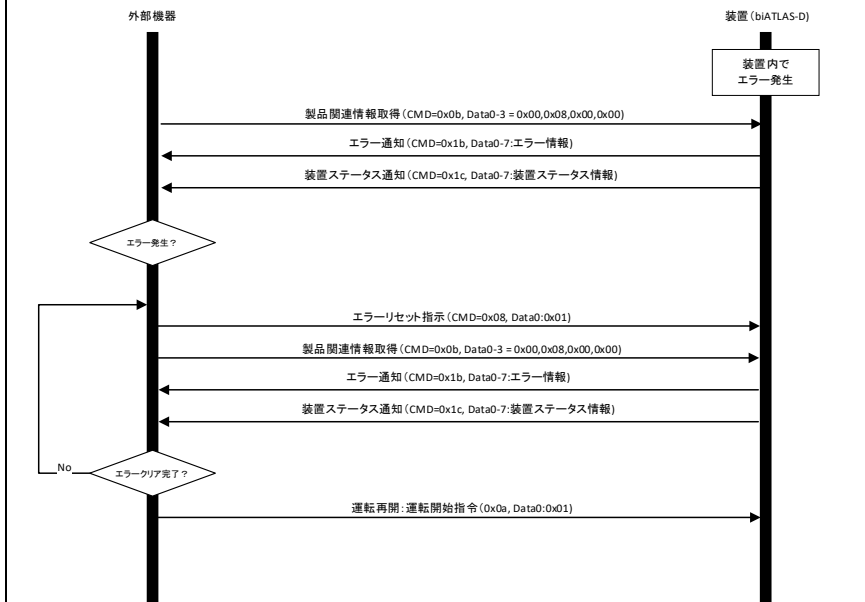 外部機器
装置(biATLAS-D)
装置内で
エラー発生
製品関連情報取得(CMD=0x0b, Data0-3 = 0x00,0x08,0x00,0x00)
エラー通知(CMD=0x1b, Data0-7:エラー情報)
装置ステータス通知(CMD=0x1c, Data0-7:装置ステータス情報)
エラー発生?
エラーリセット指示(CMD=0x08, Data0:0x01)
製品関連情報取得(CMD=0x0b, Data0-3 = 0x00,0x08,0x00,0x00)
エラー通知(CMD=0x1b, Data0-7:エラー情報)
装置ステータス通知(CMD=0x1c, Data0-7:装置ステータス情報)
No
エラークリア完了?
運転再開:運転開始指令(0x0a, Data0:0x01)